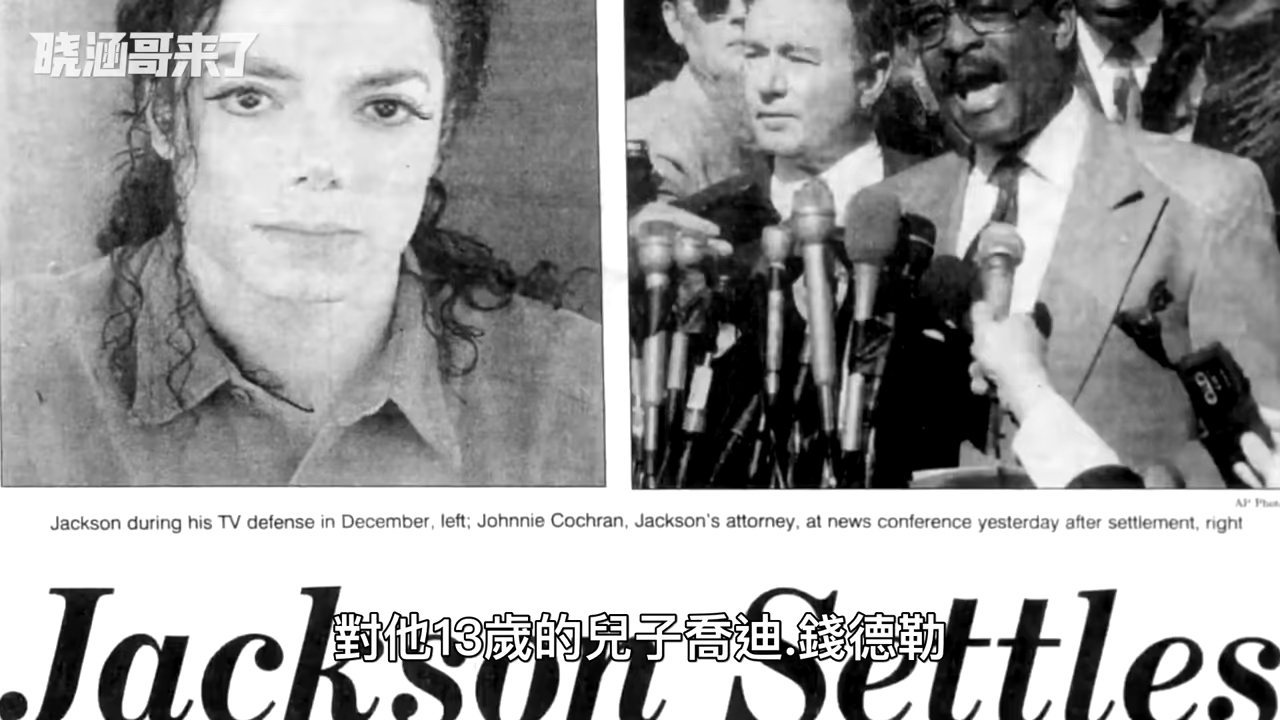 晓涵哥来了
AP Phot
Jackson during his TV defense in December, left; Johnnie Cochran, Jackson's attorney, at news conference yesterday after settlement, right
Jackson Settles
對他13歲的兒子喬迪.錢德勒